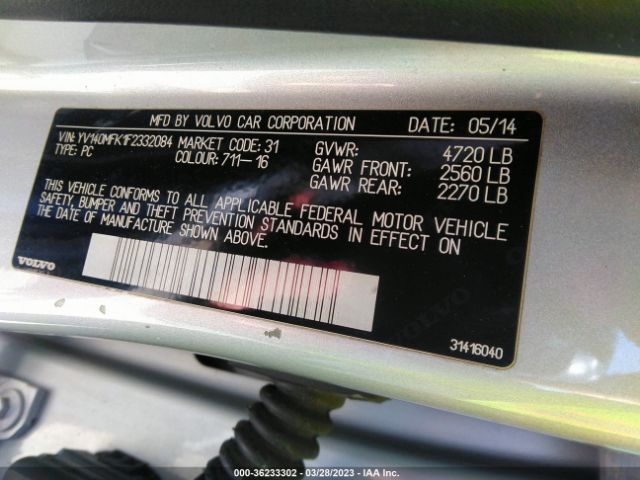 MFD BY VOLVO CAR CORPORATION DATE: 05/14
VIN: YV140MFK1F2332084 MARKET CODE: 31 GVWR: 4720 LB
TYPE: PC COLOUR: 711-16 GAWR FRONT: 2560 LB
GAWR REAR: 2270 LB
THIS VEHICLE CONFORMS TO ALL APPLICABLE FEDERAL MOTOR VEHICLE
SAFETY, BUMPER AND THEFT PREVENTION STANDARDS IN EFFECT ON
THE DATE OF MANUFACTURE SHOWN ABOVE.
VOLVO
31416040
000-36233302 - 03/28/2023 - IAA Inc.